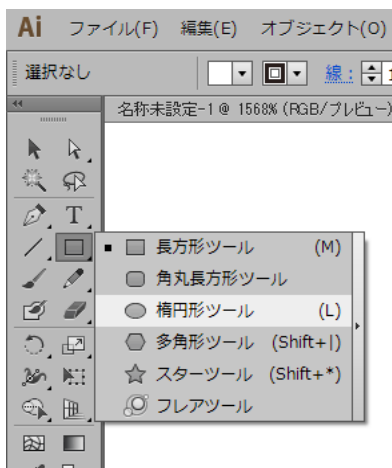 Ai ファイル(F) 編集(E) オブジェクト(O)
選択なし 線:
名称未設定-1 @ 1568% (RGB/プレビュー)
長方形ツール (M)
角丸長方形ツール
楕円形ツール (L)
多角形ツール (Shift+|)
スターツール (Shift+*)
フレアツール